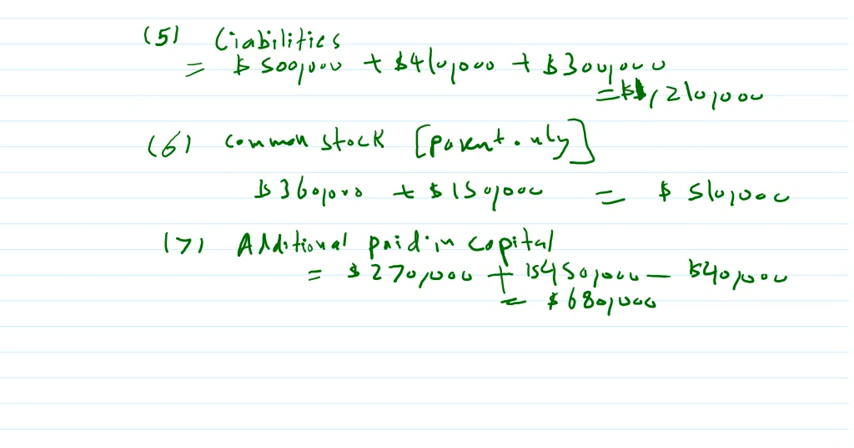 (5) Liabilities
= $500,000 + $410,000 + $300,000
= $1,210,000
(6) Common stock [parent only]
$360,000 + $150,000 = $510,000
(7) Additional paid in capital
= $270,000 + $450,000 - $40,000
= $680,000